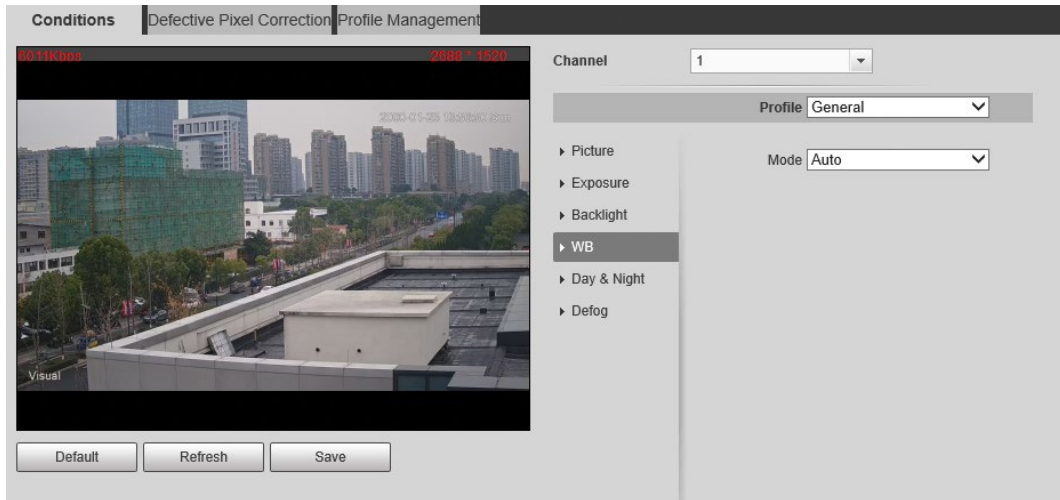 Conditions
Defective Pixel Correction
Profile Management
8011Kbps
2688 * 1520
Visual
Default
Refresh
Save
Channel
1
Profile
General
Picture
Exposure
Backlight
WB
Day & Night
Defog
Mode
Auto